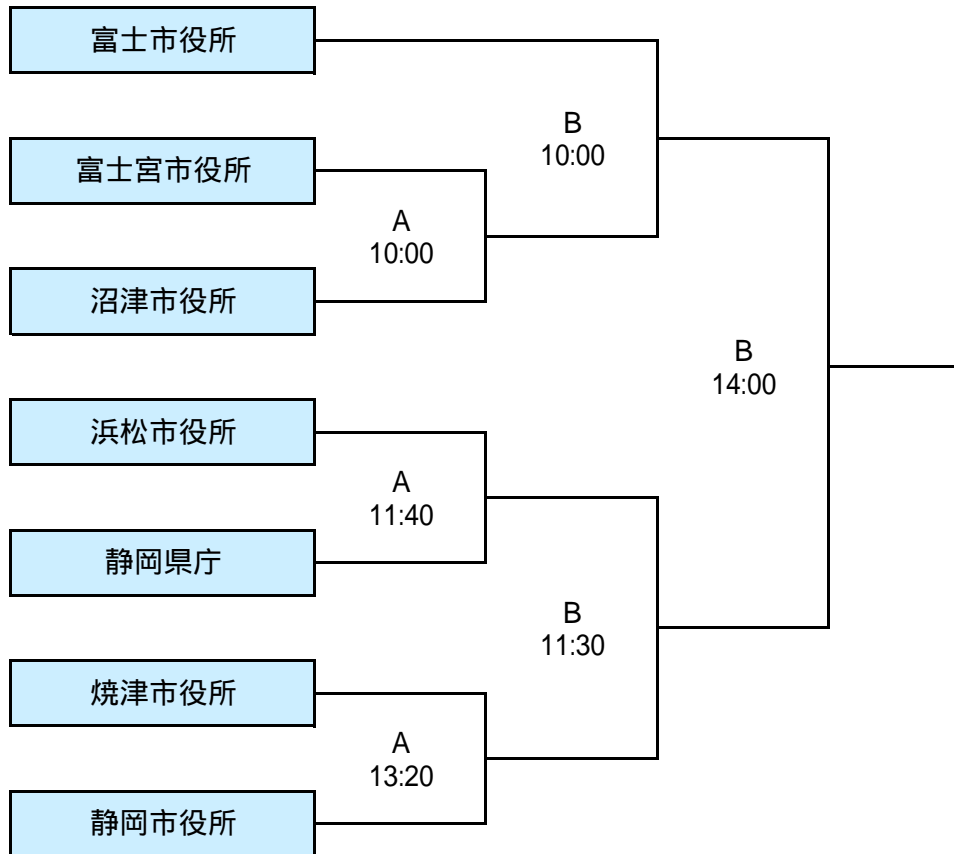 富士市役所
B
10:00
富士宮市役所
A
10:00
沼津市役所
B
14:00
浜松市役所
A
11:40
静岡県庁
B
11:30
焼津市役所
A
13:20
静岡市役所